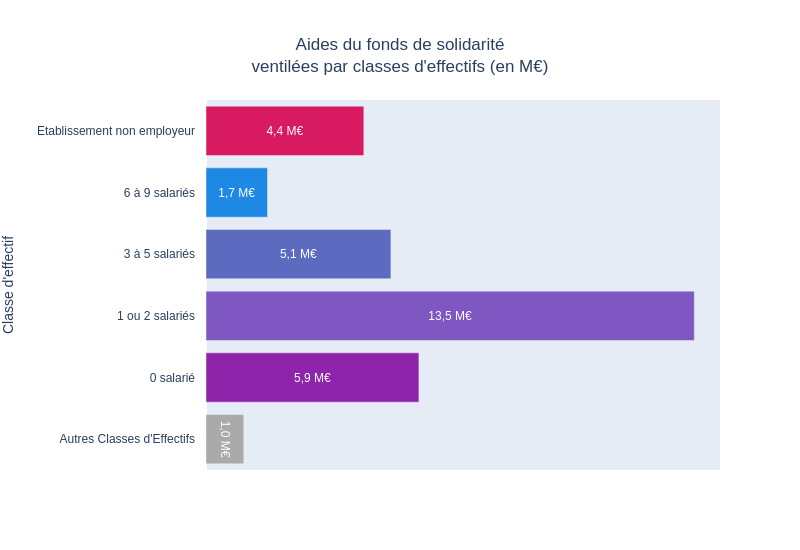 Aides du fonds de solidarité
ventilées par classes d'effectifs (en M€)
Classe d'effectif
Etablissement non employeur
4,4 M€
6 à 9 salariés
1,7 M€
3 à 5 salariés
5,1 M€
1 ou 2 salariés
13,5 M€
0 salarié
5,9 M€
Autres Classes d'Effectifs
1,0 M€